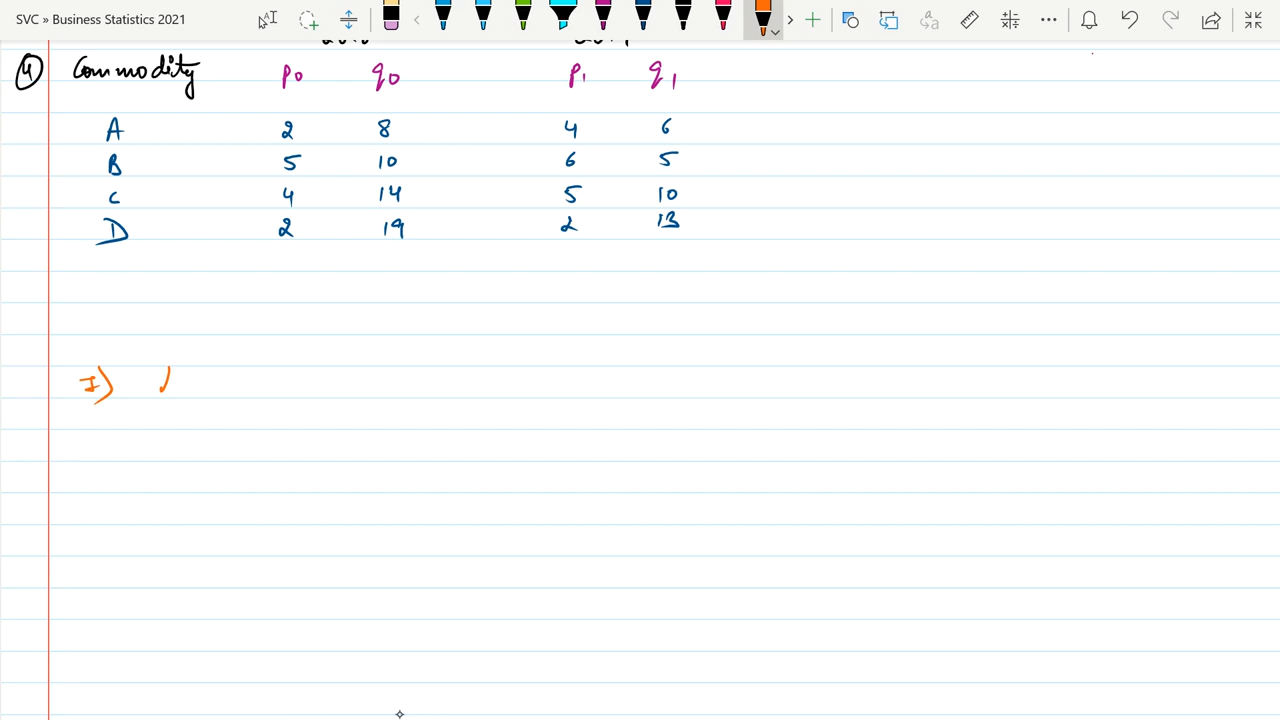 SVC » Business Statistics 2021
4 Commodity p0 q0 p1 q1
A 2 8 4 6
B 5 10 6 5
C 4 14 5 10
D 2 19 2 13
I)